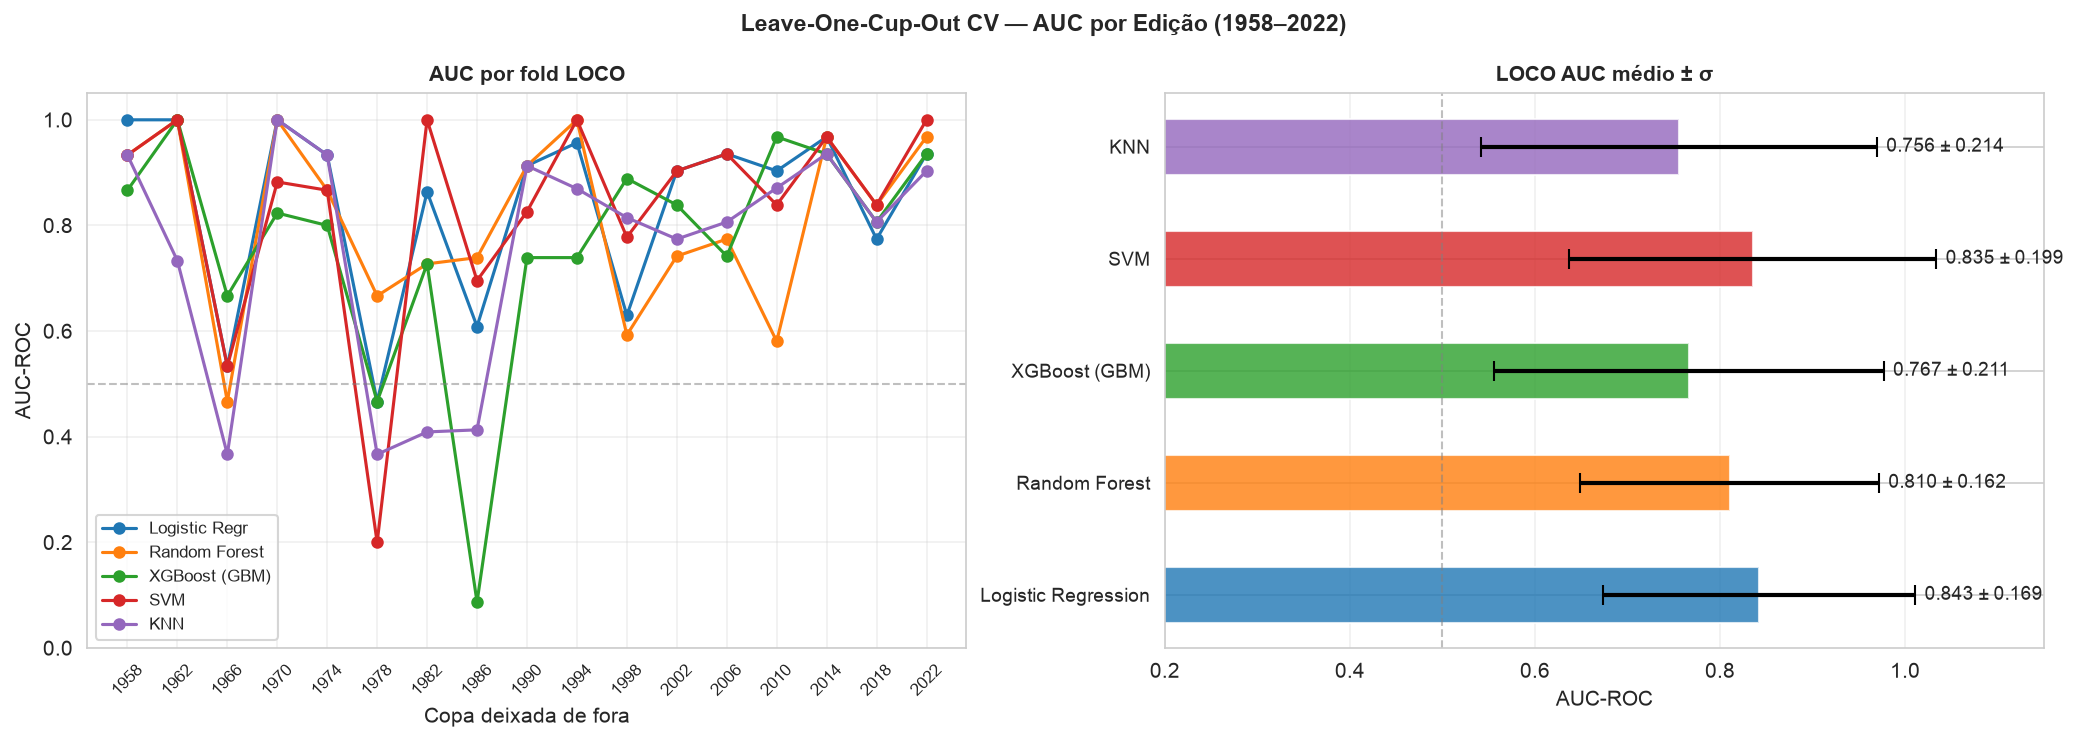 Leave-One-Cup-Out CV — AUC por Edição (1958–2022)
AUC por fold LOCO
AUC-ROC
1.0
0.8
0.6
0.4
0.2
0.0
Logistic Regr
Random Forest
XGBoost (GBM)
SVM
KNN
1958
1962
1966
1970
1974
1978
1982
1986
1990
1994
1998
2002
2006
2010
2014
2018
2022
Copa deixada de fora
LOCO AUC médio ± σ
KNN
0.756 ± 0.214
SVM
0.835 ± 0.199
XGBoost (GBM)
0.767 ± 0.211
Random Forest
0.810 ± 0.162
Logistic Regression
0.843 ± 0.169
0.2
0.4
0.6
0.8
1.0
AUC-ROC